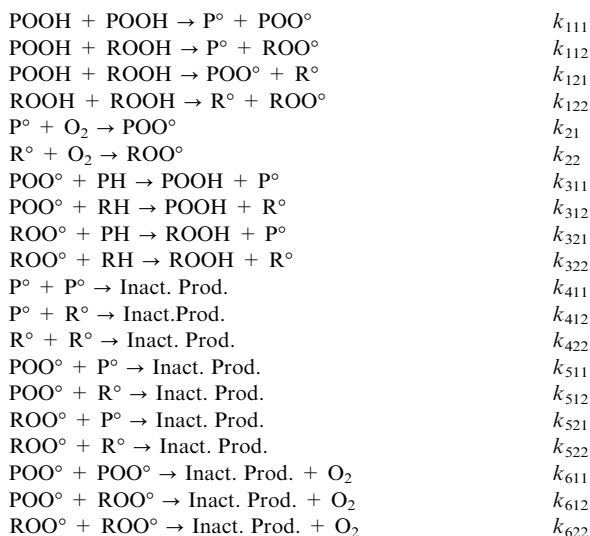 POOH + POOH → P° + POO° k₁₁₁
POOH + ROOH → P° + ROO° k₁₁₂
POOH + ROOH → POO° + R° k₁₂₁
ROOH + ROOH → R° + ROO° k₁₂₂
P° + O₂ → POO° k₂₁
R° + O₂ → ROO° k₂₂
POO° + PH → POOH + P° k₃₁₁
POO° + RH → POOH + R° k₃₁₂
ROO° + PH → ROOH + P° k₃₂₁
ROO° + RH → ROOH + R° k₃₂₂
P° + P° → Inact. Prod. k₄₁₁
P° + R° → Inact.Prod. k₄₁₂
R° + R° → Inact. Prod. k₄₂₂
POO° + P° → Inact. Prod. k₅₁₁
POO° + R° → Inact. Prod. k₅₁₂
ROO° + P° → Inact. Prod. k₅₂₁
ROO° + R° → Inact. Prod. k₅₂₂
POO° + POO° → Inact. Prod. + O₂ k₆₁₁
POO° + ROO° → Inact. Prod. + O₂ k₆₁₂
ROO° + ROO° → Inact. Prod. + O₂ k₆₂₂